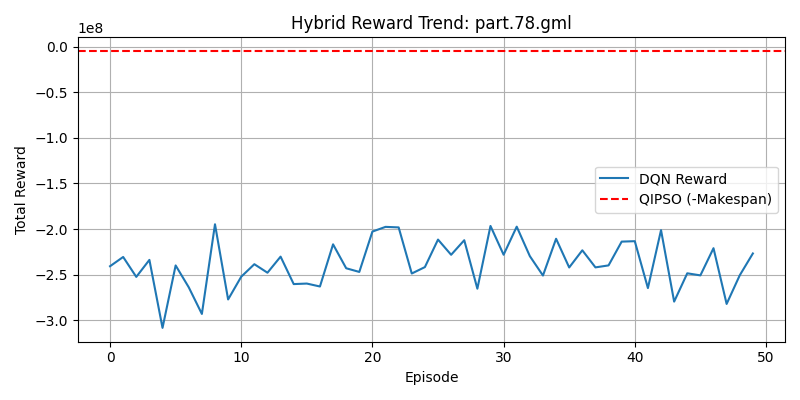 Hybrid Reward Trend: part.78.gml
1e8
0.0
−0.5
−1.0
−1.5
−2.0
−2.5
−3.0
Total Reward
DQN Reward
QIPSO (-Makespan)
0 10 20 30 40 50
Episode